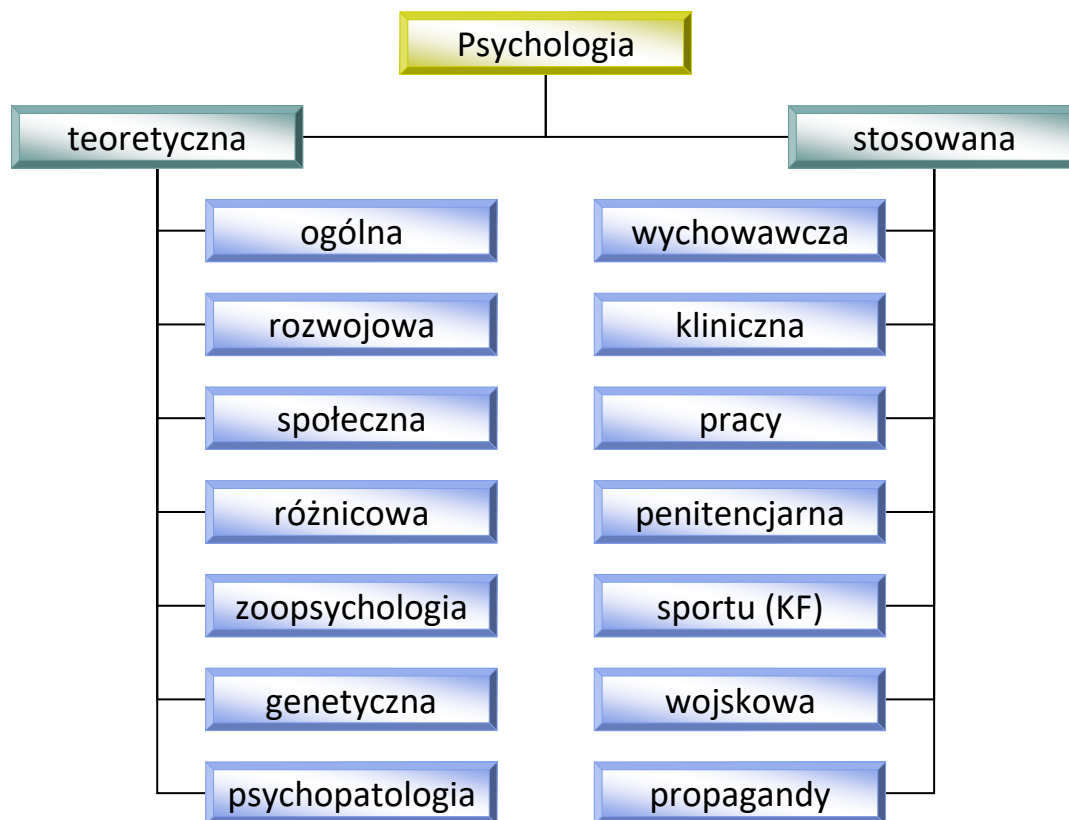 Psychologia
teoretyczna
stosowana
ogólna
wychowawcza
rozwojowa
kliniczna
społeczna
pracy
różnicowa
penitencjarna
zoopsychologia
sportu (KF)
genetyczna
wojskowa
psychopatologia
propagandy